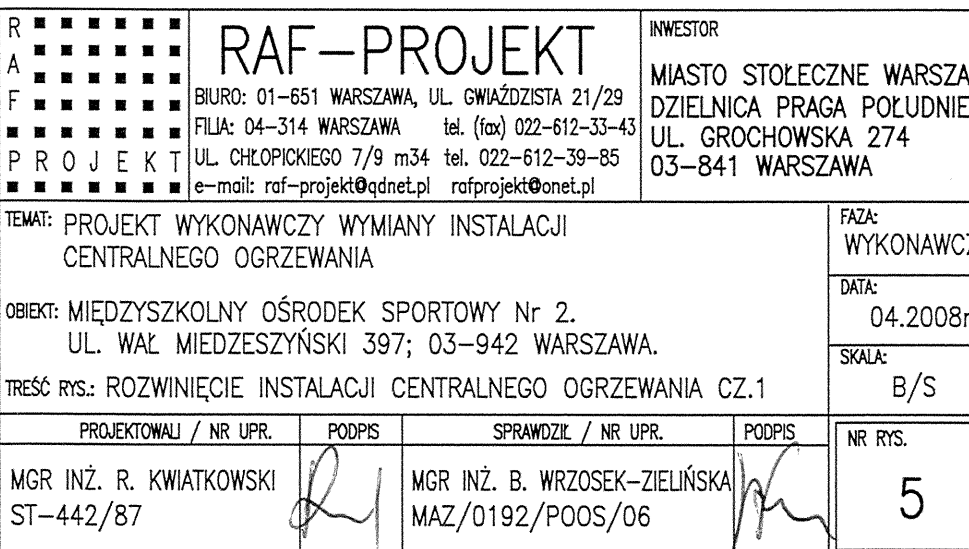 RAF
PROJEKT
RAF-PROJEKT
BIURO: 01-651 WARSZAWA, UL. GWIAŹDZISTA 21/29
FILIA: 04-314 WARSZAWA tel. (fax) 022-612-33-43
UL. CHŁOPICKIEGO 7/9 m34 tel. 022-612-39-85
e-mail: raf-projekt@qdnet.pl rafprojekt@onet.pl
INWESTOR
MIASTO STOŁECZNE WARSZA
DZIELNICA PRAGA POŁUDNIE
UL. GROCHOWSKA 274
03-841 WARSZAWA
TEMAT: PROJEKT WYKONAWCZY WYMIANY INSTALACJI
CENTRALNEGO OGRZEWANIA
OBIEKT: MIĘDZYSZKOLNY OŚRODEK SPORTOWY Nr 2.
UL. WAŁ MIEDZESZYŃSKI 397; 03-942 WARSZAWA.
TREŚĆ RYS.: ROZWINIĘCIE INSTALACJI CENTRALNEGO OGRZEWANIA CZ.1
FAZA:
WYKONAWCZ
DATA:
04.2008r
SKALA:
B/S
PROJEKTOWALI / NR UPR. PODPIS SPRAWDZIŁ / NR UPR. PODPIS
MGR INŻ. R. KWIATKOWSKI
ST-442/87
MGR INŻ. B. WRZOSEK-ZIELIŃSKA
MAZ/0192/POOS/06
NR RYS.
5